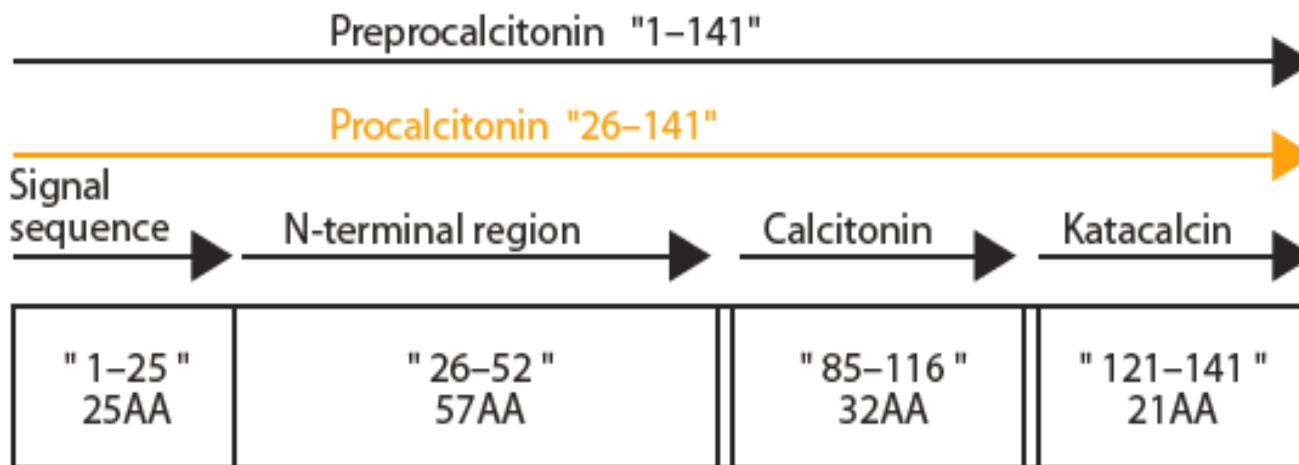 Preprocalcitonin "1–141"
Procalcitonin "26–141"
Signal
sequence
N-terminal region
Calcitonin
Katacalcin
" 1–25 "
25AA
" 26–52 "
57AA
" 85–116 "
32AA
" 121–141 "
21AA